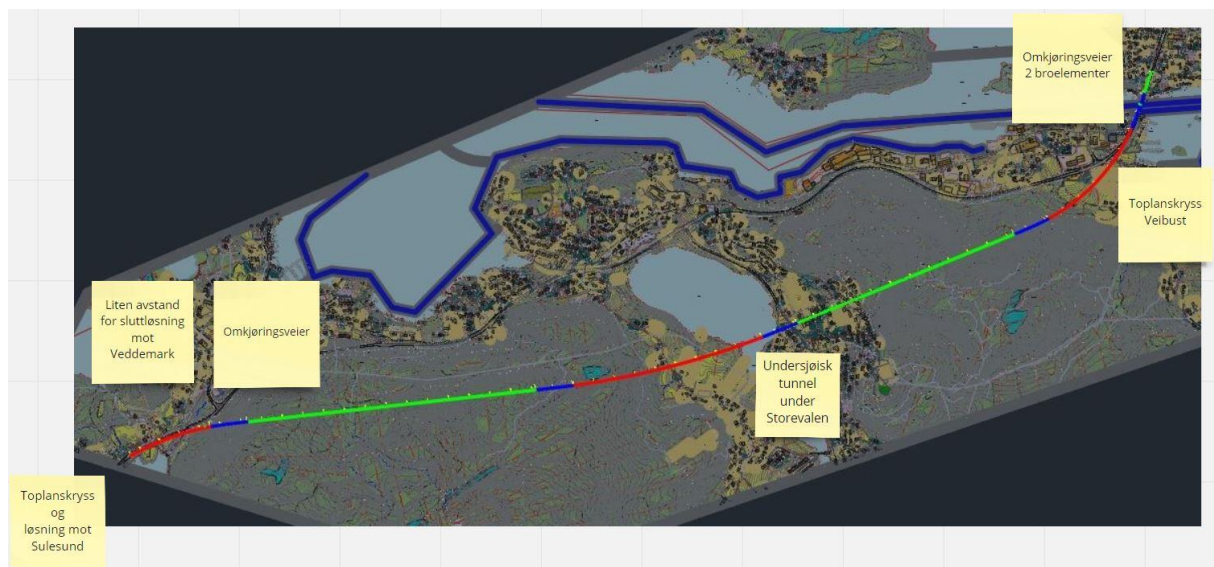 Omkjøringsveier
2 broelementer
Toplanskryss
Veibust
Liten avstand
for sluttløsning
mot
Veddemark
Omkjøringsveier
Undersjøisk
tunnel
under
Storevalen
Toplanskryss
og
løsning mot
Sulesund